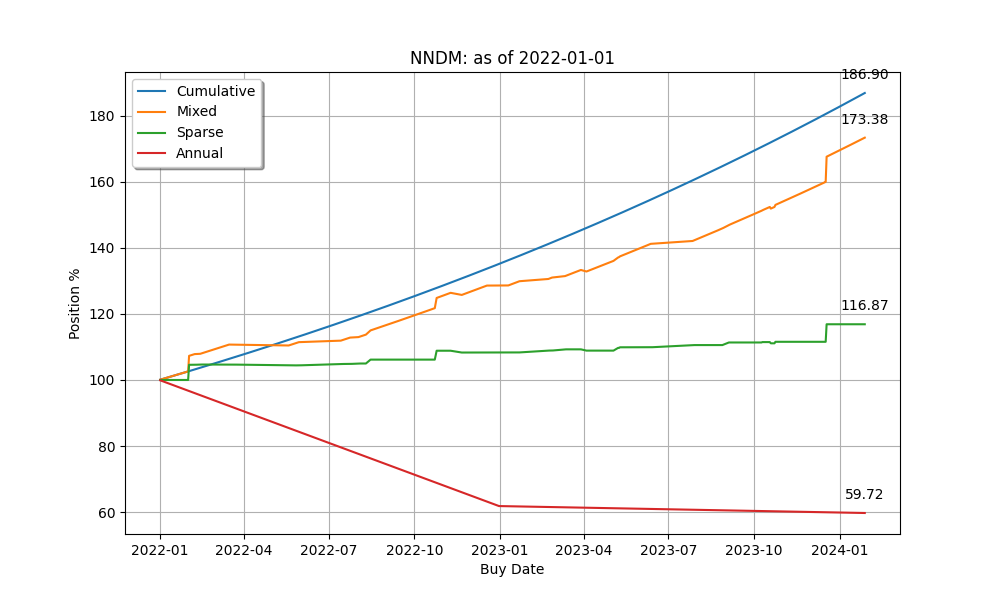 NNDM: as of 2022-01-01
Cumulative
Mixed
Sparse
Annual
186.90
173.38
116.87
59.72
180
160
140
120
100
80
60
Position %
2022-01
2022-04
2022-07
2022-10
2023-01
2023-04
2023-07
2023-10
2024-01
Buy Date